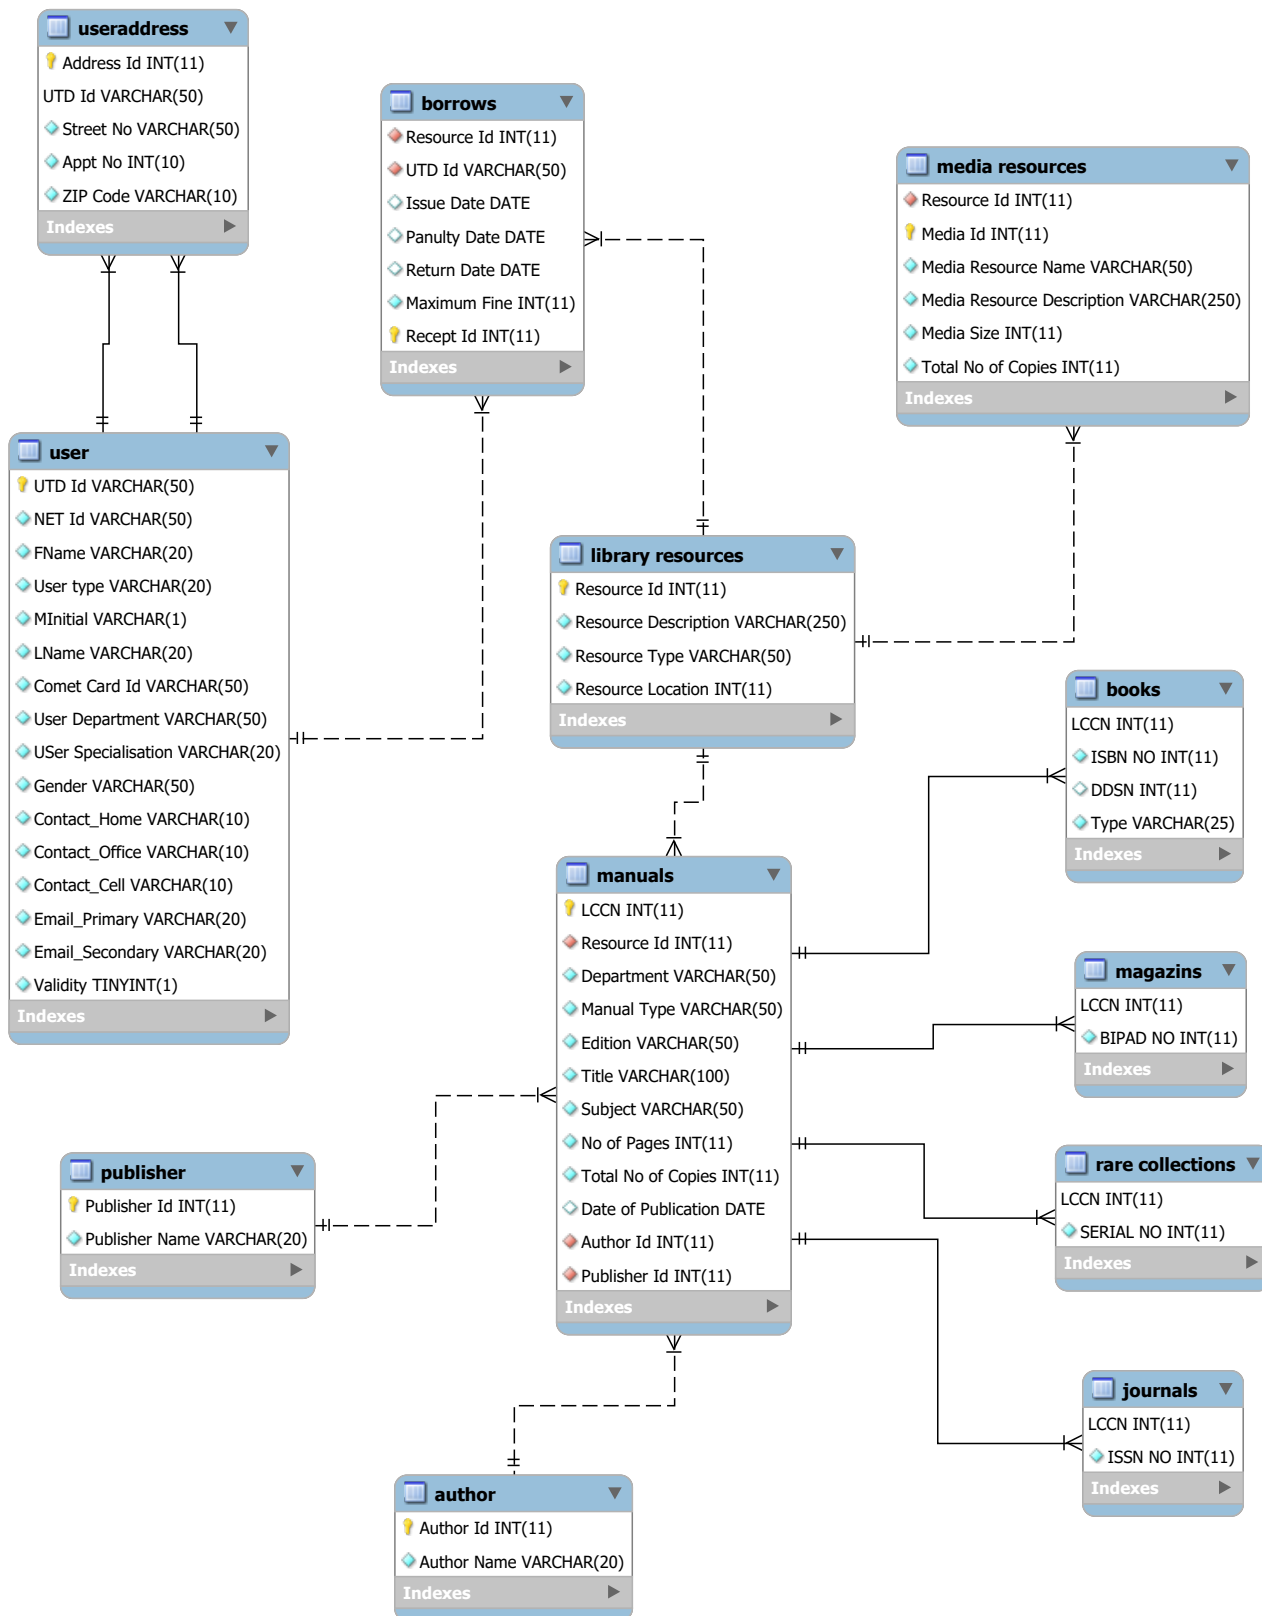 useraddress
Address Id INT(11)
UTD Id VARCHAR(50)
Street No VARCHAR(50)
Appt No INT(10)
ZIP Code VARCHAR(10)
Indexes
borrows
Resource Id INT(11)
UTD Id VARCHAR(50)
Issue Date DATE
Panulty Date DATE
Return Date DATE
Maximum Fine INT(11)
Recept Id INT(11)
Indexes
media resources
Resource Id INT(11)
Media Id INT(11)
Media Resource Name VARCHAR(50)
Media Resource Description VARCHAR(250)
Media Size INT(11)
Total No of Copies INT(11)
Indexes
user
UTD Id VARCHAR(50)
NET Id VARCHAR(50)
FName VARCHAR(20)
User type VARCHAR(20)
MInitial VARCHAR(1)
LName VARCHAR(20)
Comet Card Id VARCHAR(50)
User Department VARCHAR(50)
USer Specialisation VARCHAR(20)
Gender VARCHAR(50)
Contact_Home VARCHAR(10)
Contact_Office VARCHAR(10)
Contact_Cell VARCHAR(10)
Email_Primary VARCHAR(20)
Email_Secondary VARCHAR(20)
Validity TINYINT(1)
Indexes
library resources
Resource Id INT(11)
Resource Description VARCHAR(250)
Resource Type VARCHAR(50)
Resource Location INT(11)
Indexes
books
LCCN INT(11)
ISBN NO INT(11)
DDSN INT(11)
Type VARCHAR(25)
Indexes
manuals
LCCN INT(11)
Resource Id INT(11)
Department VARCHAR(50)
Manual Type VARCHAR(50)
Edition VARCHAR(50)
Title VARCHAR(100)
Subject VARCHAR(50)
No of Pages INT(11)
Total No of Copies INT(11)
Date of Publication DATE
Author Id INT(11)
Publisher Id INT(11)
Indexes
magazins
LCCN INT(11)
BIPAD NO INT(11)
Indexes
publisher
Publisher Id INT(11)
Publisher Name VARCHAR(20)
Indexes
rare collections
LCCN INT(11)
SERIAL NO INT(11)
Indexes
journals
LCCN INT(11)
ISSN NO INT(11)
Indexes
author
Author Id INT(11)
Author Name VARCHAR(20)
Indexes